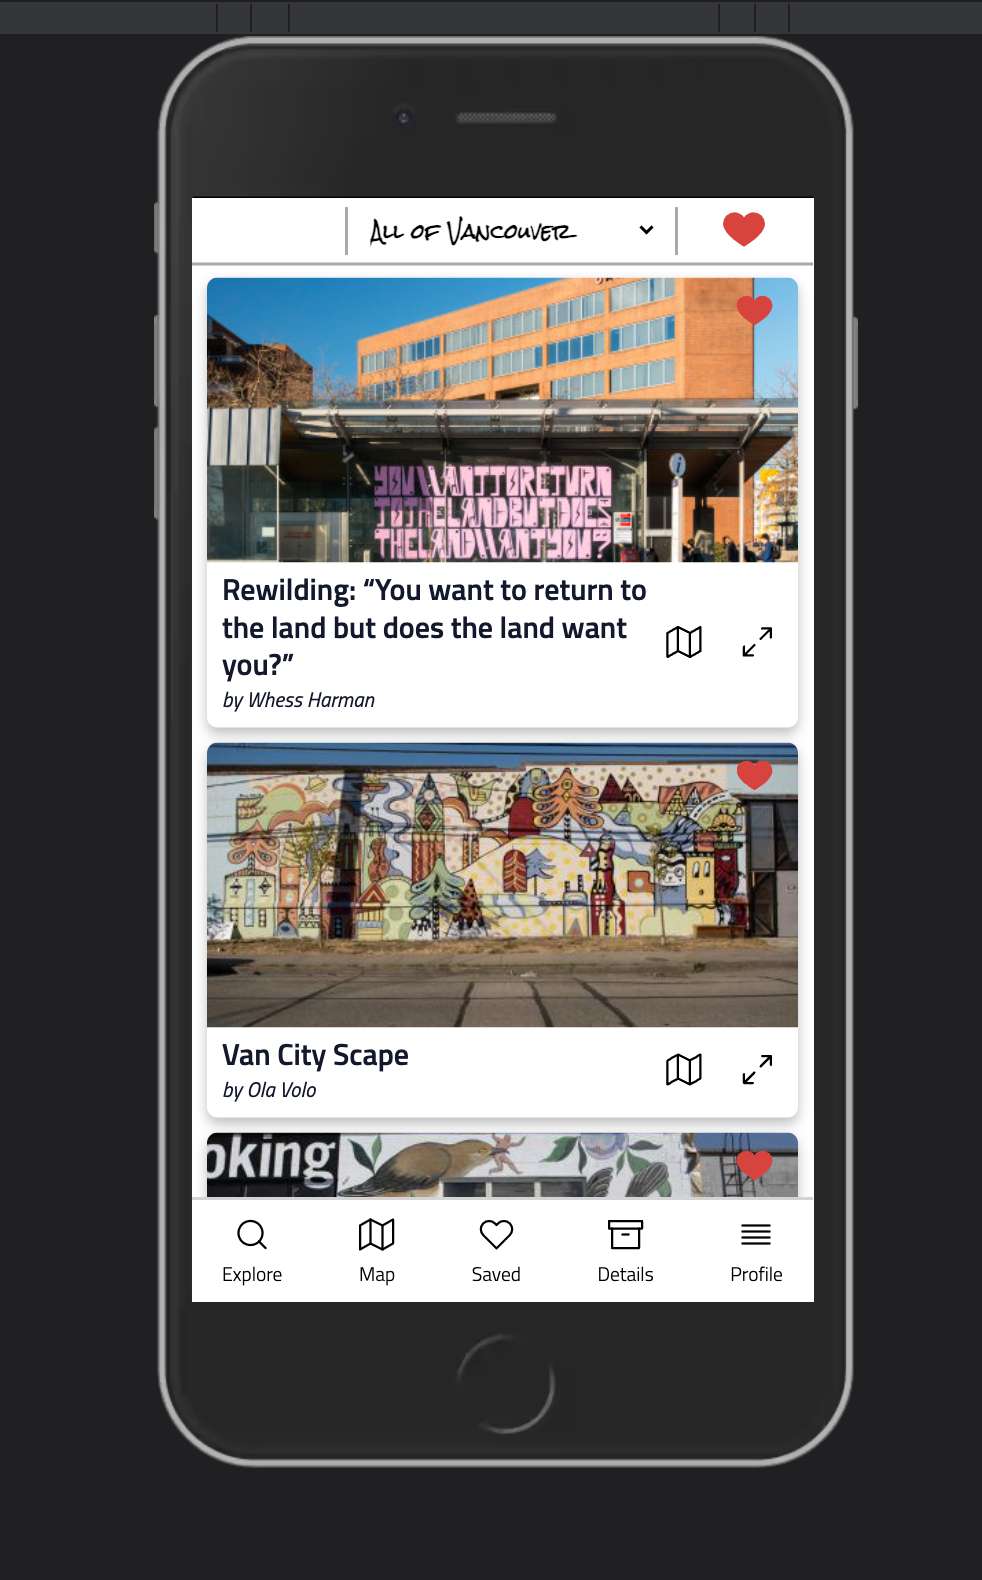 All of Vancouver
YOU WANT TO RETURN
TO THE LAND BUT DOES
THE LAND WANT YOU?
i
Rewilding: “You want to return to
the land but does the land want
you?”
by Whess Harman
Van City Scape
by Ola Volo
oking
Explore
Map
Saved
Details
Profile